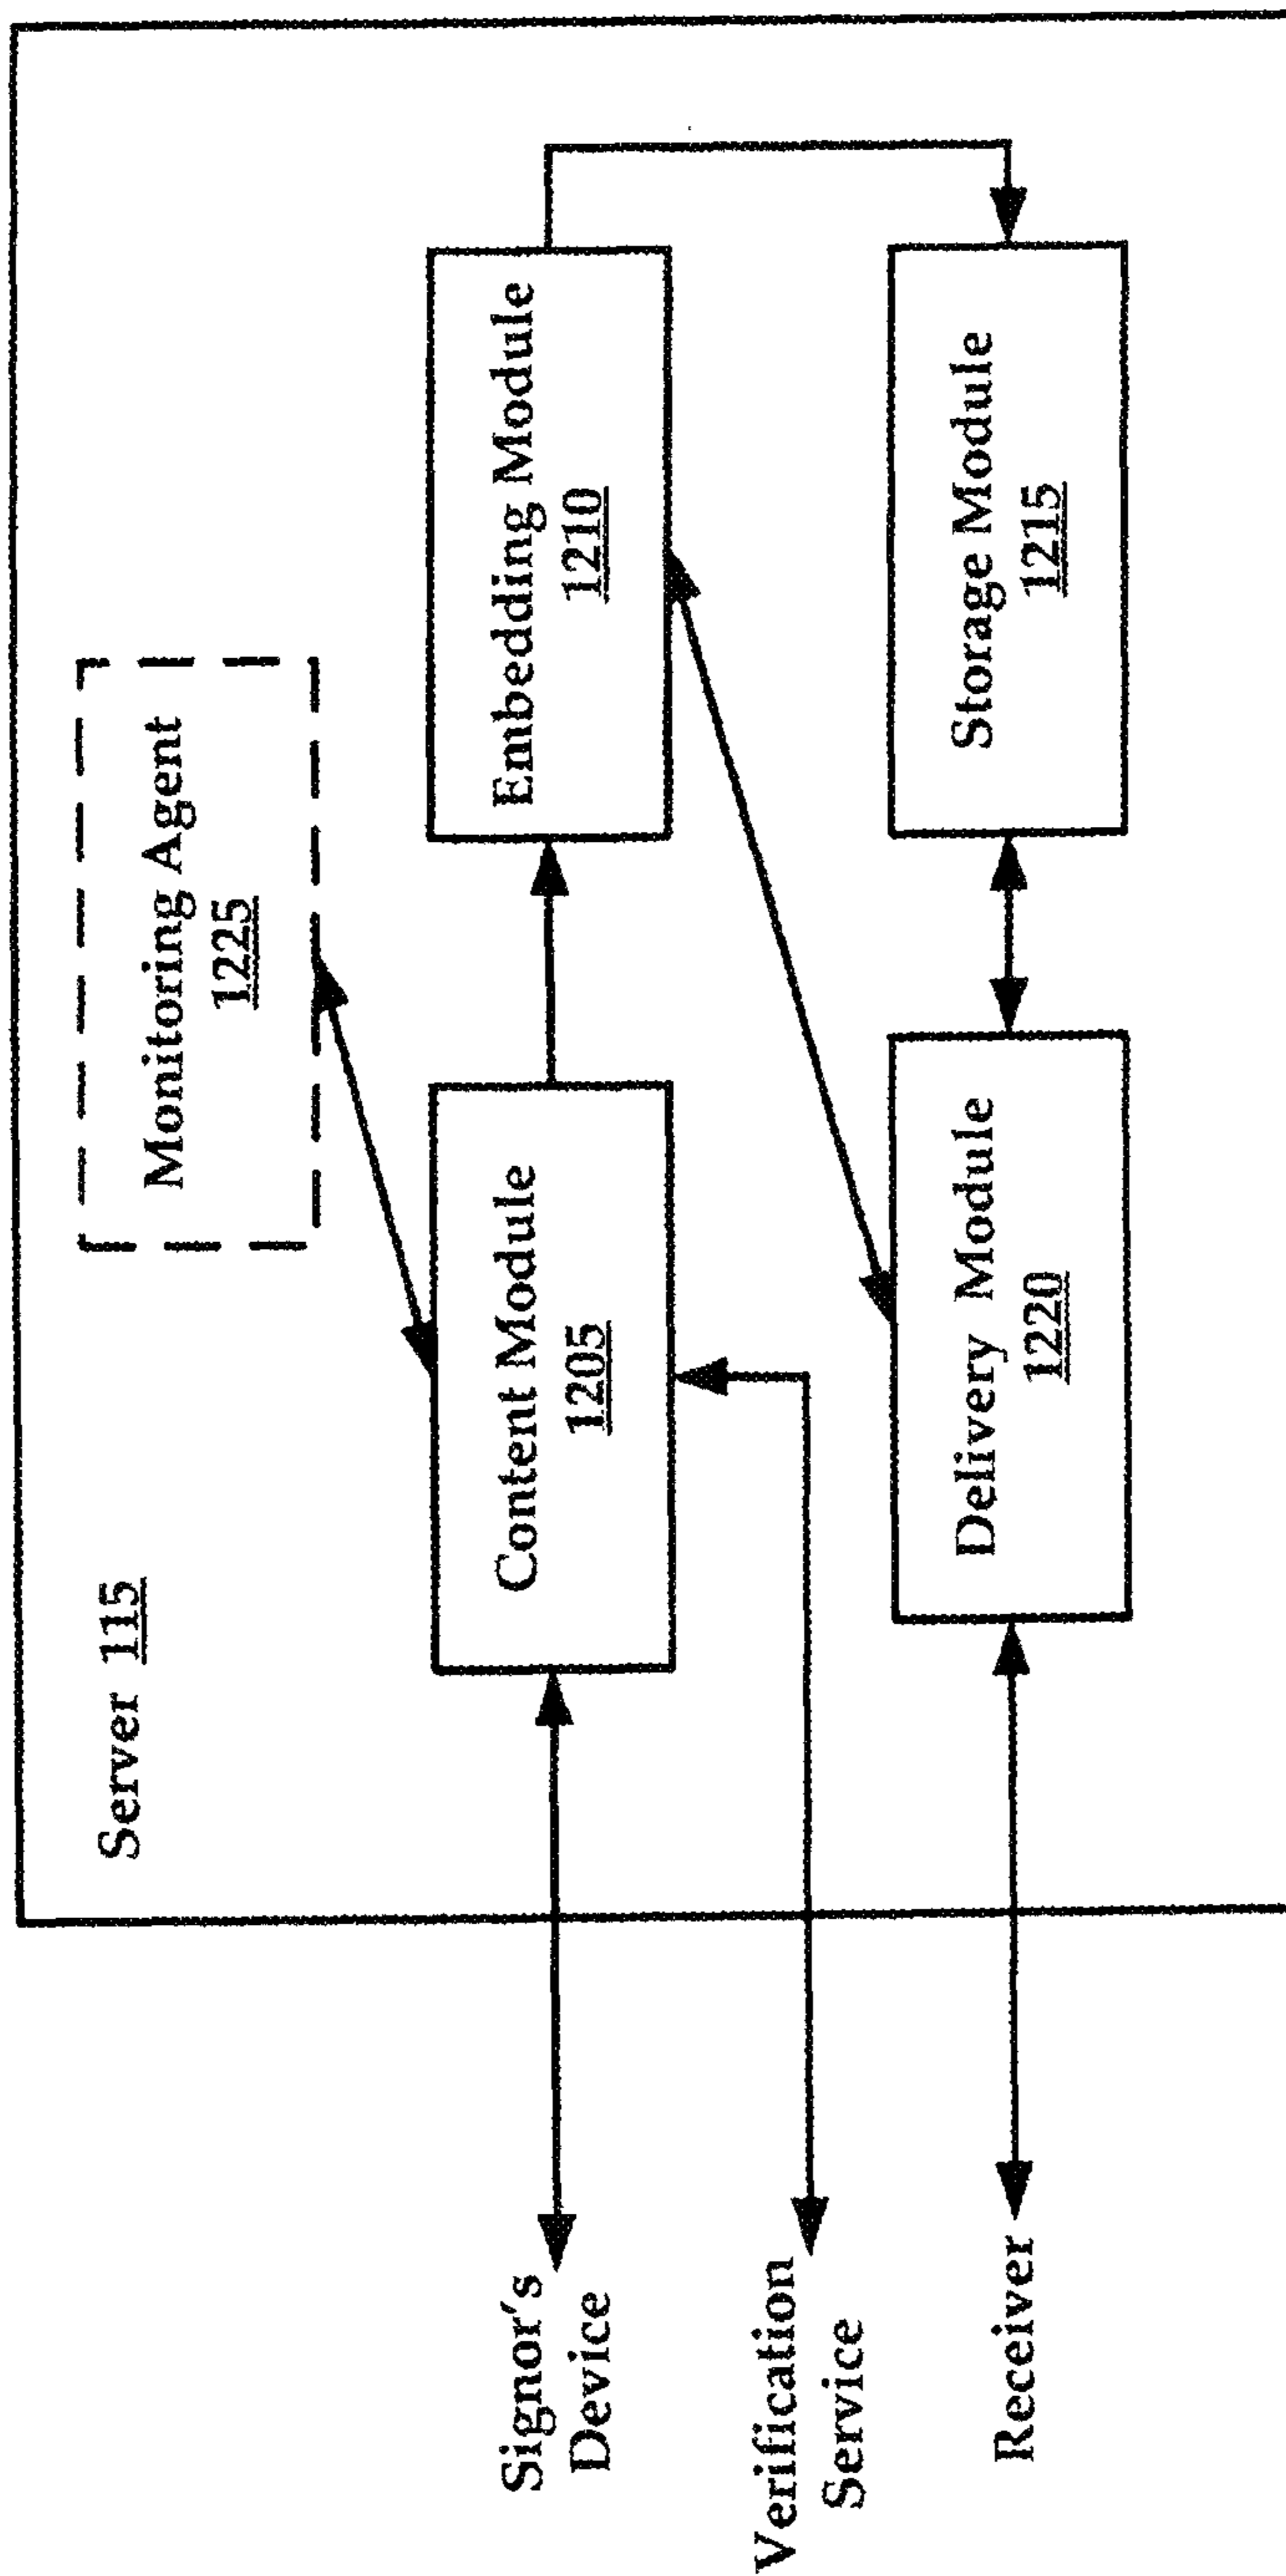 Server 115
Monitoring Agent
1225
Signor's
Device
Content Module
1205
Embedding Module
1210
Verification
Service
Receiver
Delivery Module
1220
Storage Module
1215